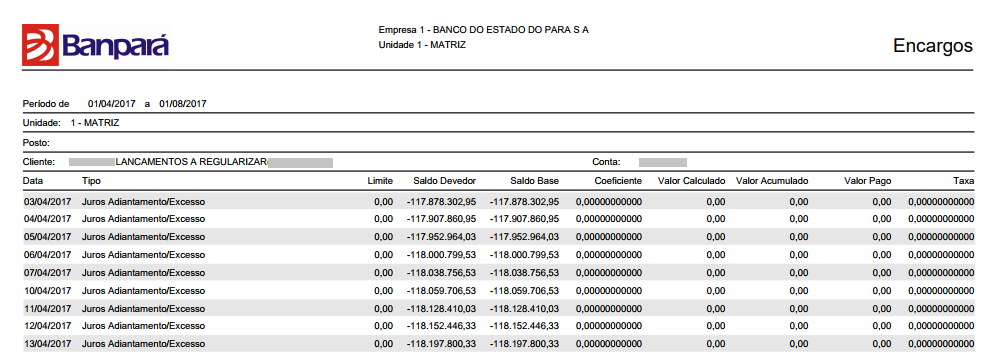 Banpará
Empresa 1 - BANCO DO ESTADO DO PARA S A
Unidade 1 - MATRIZ
Encargos
Período de 01/04/2017 a 01/08/2017
Unidade: 1 - MATRIZ
Posto:
Cliente: LANCAMENTOS A REGULARIZAR Conta:
Data Tipo Limite Saldo Devedor Saldo Base Coeficiente Valor Calculado Valor Acumulado Valor Pago Taxa
03/04/2017 Juros Adiantamento/Excesso 0,00 -117.878.302,95 -117.878.302,95 0,00000000000 0,00 0,00 0,00 0,00000000000
04/04/2017 Juros Adiantamento/Excesso 0,00 -117.907.860,95 -117.907.860,95 0,00000000000 0,00 0,00 0,00 0,00000000000
05/04/2017 Juros Adiantamento/Excesso 0,00 -117.952.964,03 -117.952.964,03 0,00000000000 0,00 0,00 0,00 0,00000000000
06/04/2017 Juros Adiantamento/Excesso 0,00 -118.000.799,53 -118.000.799,53 0,00000000000 0,00 0,00 0,00 0,00000000000
07/04/2017 Juros Adiantamento/Excesso 0,00 -118.038.756,53 -118.038.756,53 0,00000000000 0,00 0,00 0,00 0,00000000000
10/04/2017 Juros Adiantamento/Excesso 0,00 -118.059.706,53 -118.059.706,53 0,00000000000 0,00 0,00 0,00 0,00000000000
11/04/2017 Juros Adiantamento/Excesso 0,00 -118.128.410,03 -118.128.410,03 0,00000000000 0,00 0,00 0,00 0,00000000000
12/04/2017 Juros Adiantamento/Excesso 0,00 -118.152.446,33 -118.152.446,33 0,00000000000 0,00 0,00 0,00 0,00000000000
13/04/2017 Juros Adiantamento/Excesso 0,00 -118.197.800,33 -118.197.800,33 0,00000000000 0,00 0,00 0,00 0,00000000000